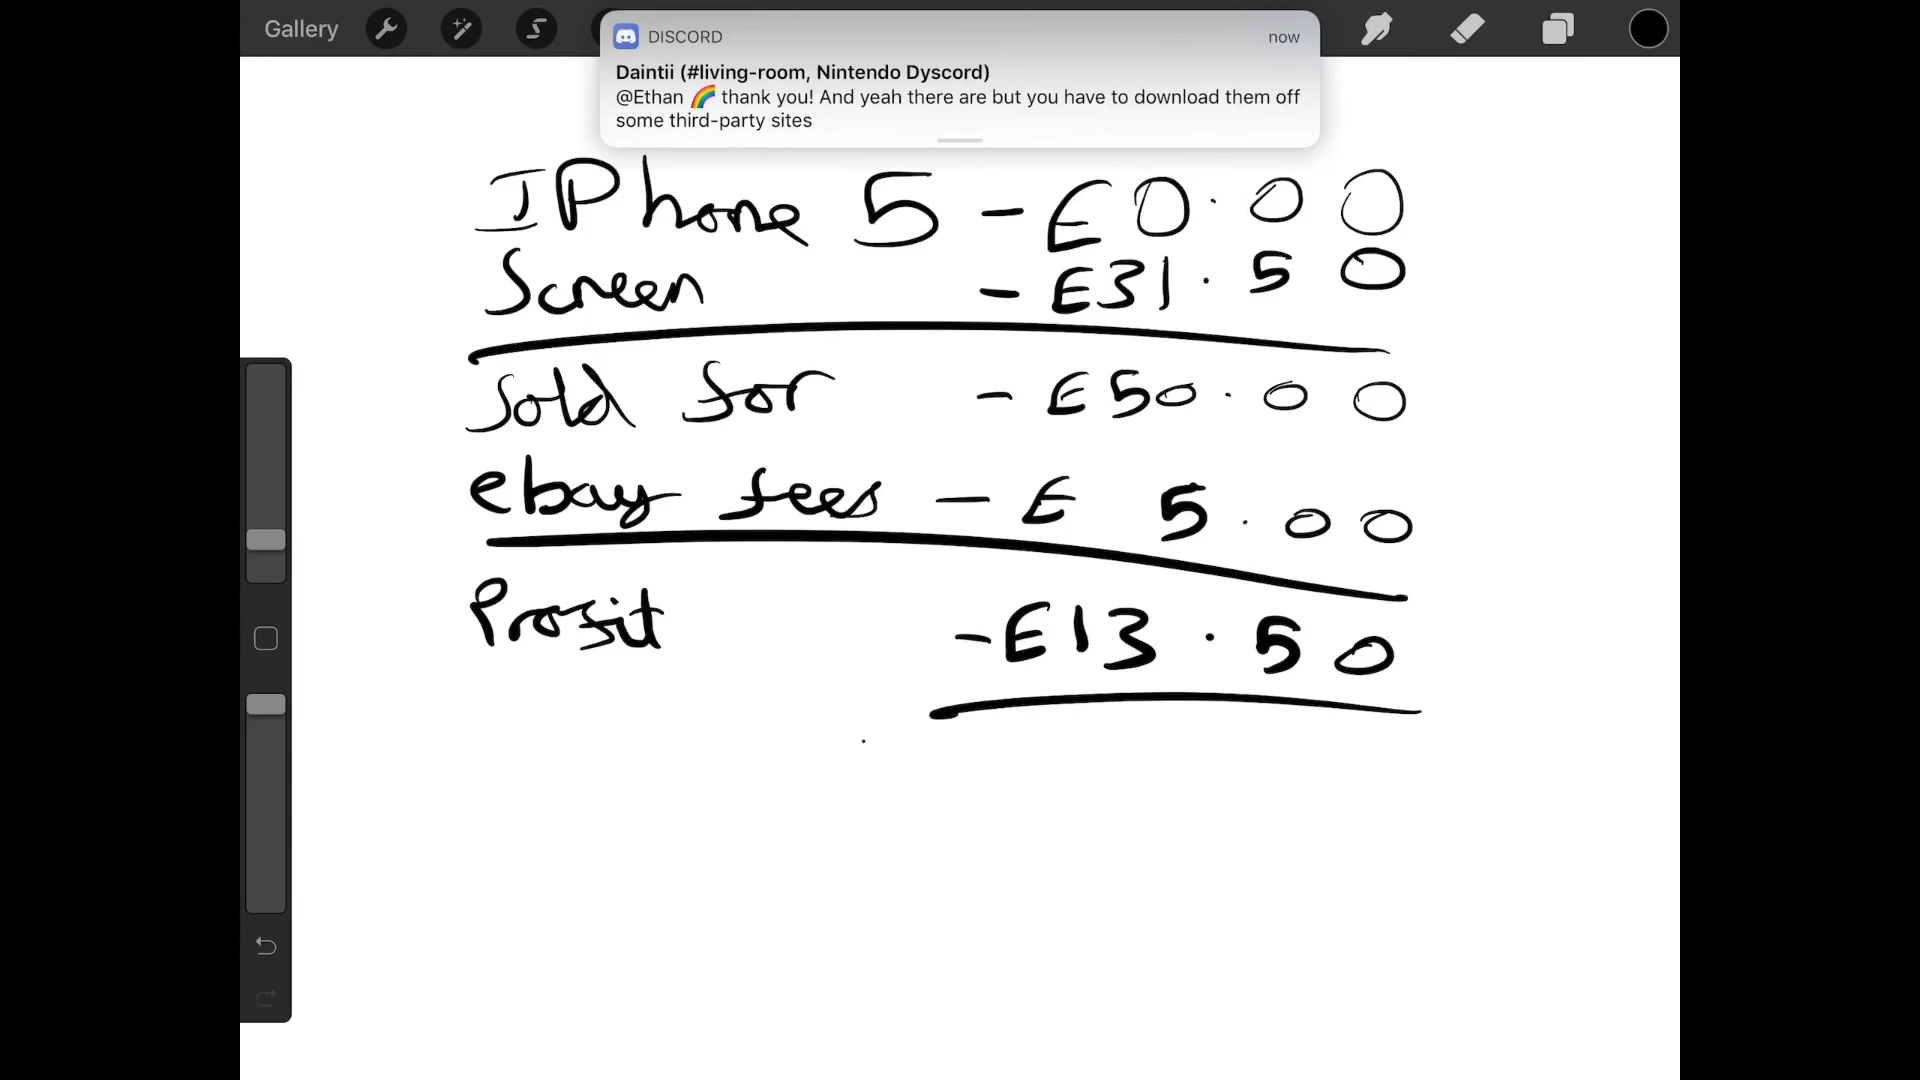 Gallery
DISCORD now
Daintii (#living-room, Nintendo Dyscord)
@Ethan 🌈 thank you! And yeah there are but you have to download them off
some third-party sites
IPhone 5 - £0.00
Screen - £31.50
Sold for - £50.00
ebay fees - £ 5.00
Profit - £13.50